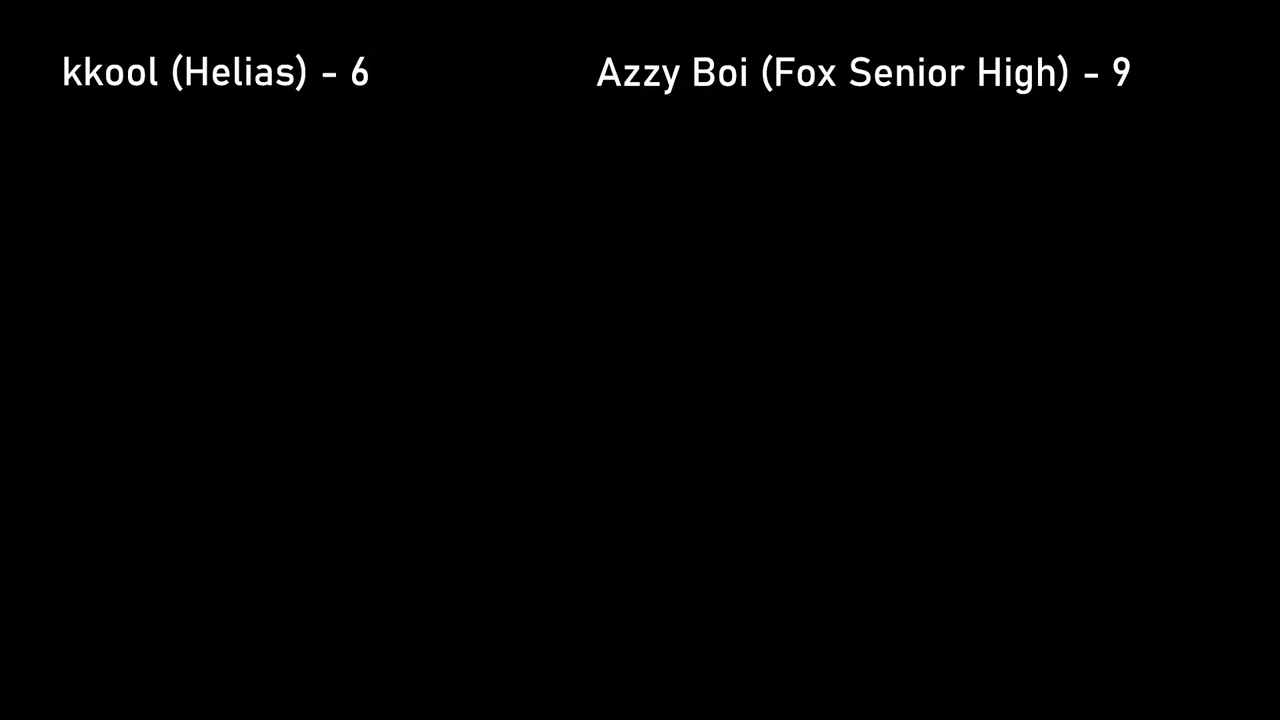 kkool (Helias) - 6
Azzy Boi (Fox Senior High) - 9